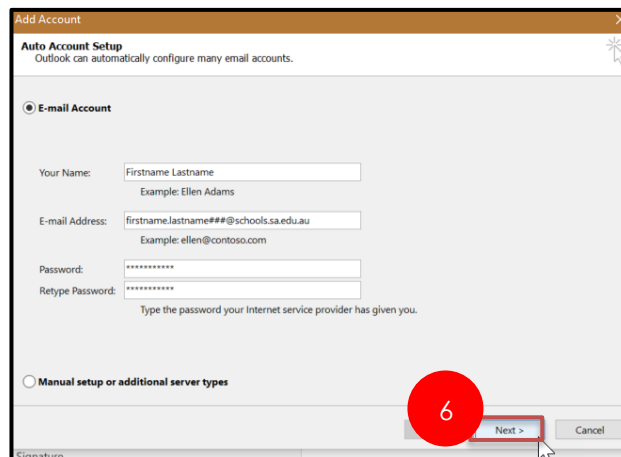 Add Account
Auto Account Setup
Outlook can automatically configure many email accounts.
E-mail Account
Your Name: Firstname Lastname
Example: Ellen Adams
E-mail Address: firstname.lastname###@schools.sa.edu.au
Example: ellen@contoso.com
Password: ***********
Retype Password: ***********
Type the password your Internet service provider has given you.
Manual setup or additional server types
6
Next > Cancel
Signature